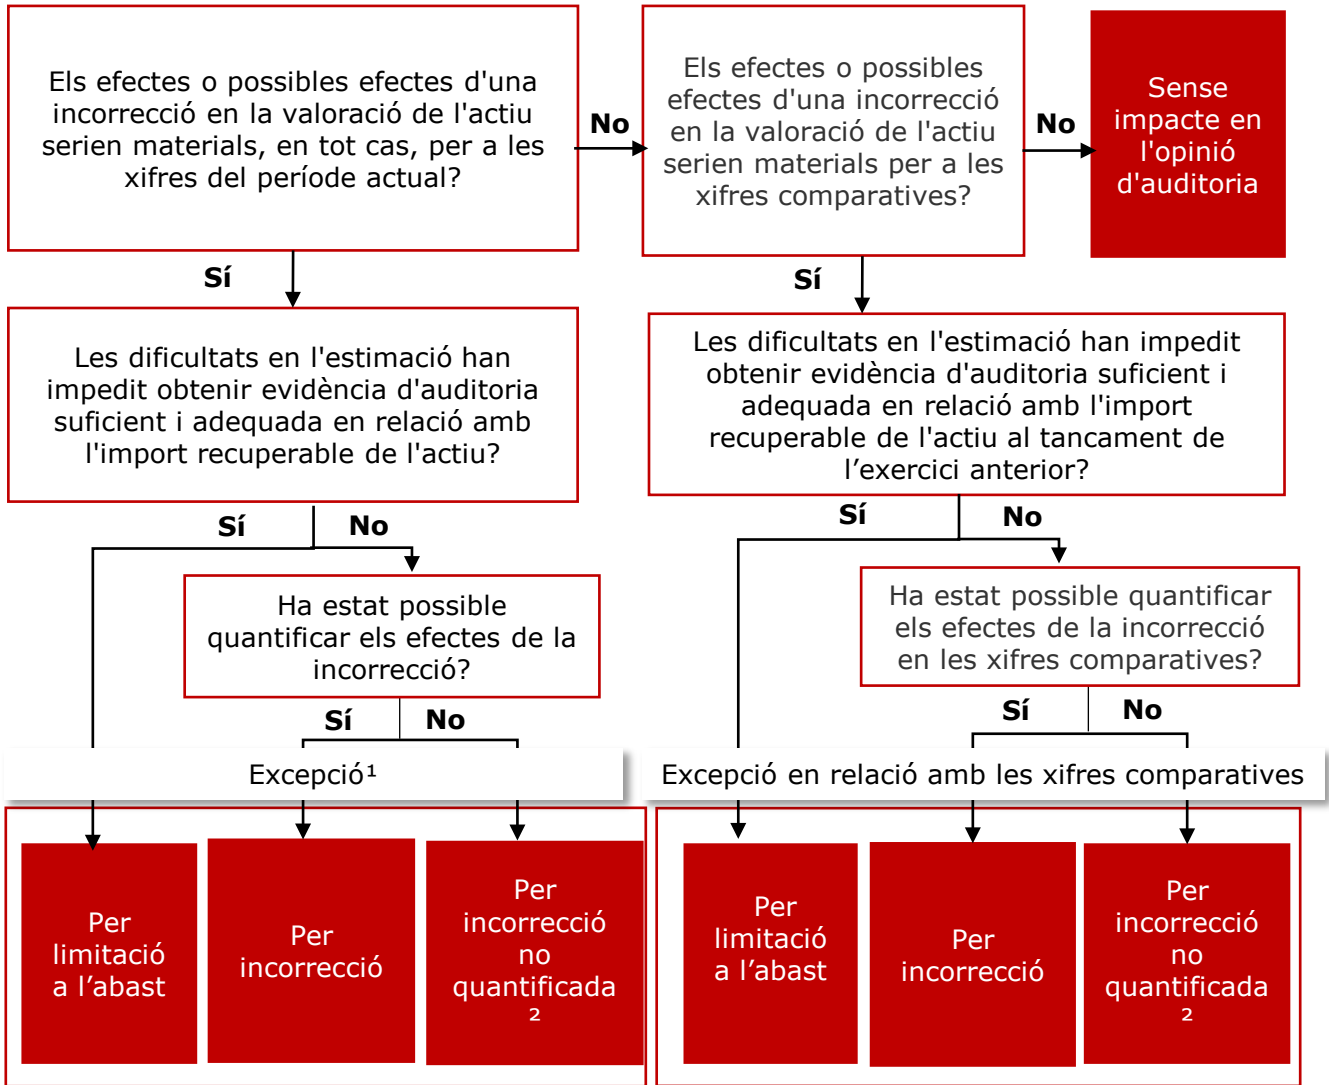 Els efectes o possibles efectes d'una
incorrecció en la valoració de l'actiu
serien materials, en tot cas, per a les
xifres del període actual?
No
Els efectes o possibles
efectes d'una incorrecció
en la valoració de l'actiu
serien materials per a les
xifres comparatives?
No
Sense
impacte en
l'opinió
d'auditoria
Sí
Sí
Les dificultats en l'estimació han
impedit obtenir evidència d'auditoria
suficient i adequada en relació amb
l'import recuperable de l'actiu?
Les dificultats en l'estimació han impedit
obtenir evidència d'auditoria suficient i
adequada en relació amb l'import
recuperable de l'actiu al tancament de
l’exercici anterior?
Sí
No
Sí
No
Ha estat possible
quantificar els efectes de la
incorrecció?
Ha estat possible quantificar
els efectes de la incorrecció
en les xifres comparatives?
Sí
No
Sí
No
Excepció¹
Excepció en relació amb les xifres comparatives
Per
limitació
a l’abast
Per
incorrecció
Per
incorrecció
no
quantificada
²
Per
limitació
a l’abast
Per
incorrecció
Per
incorrecció
no
quantificada
²